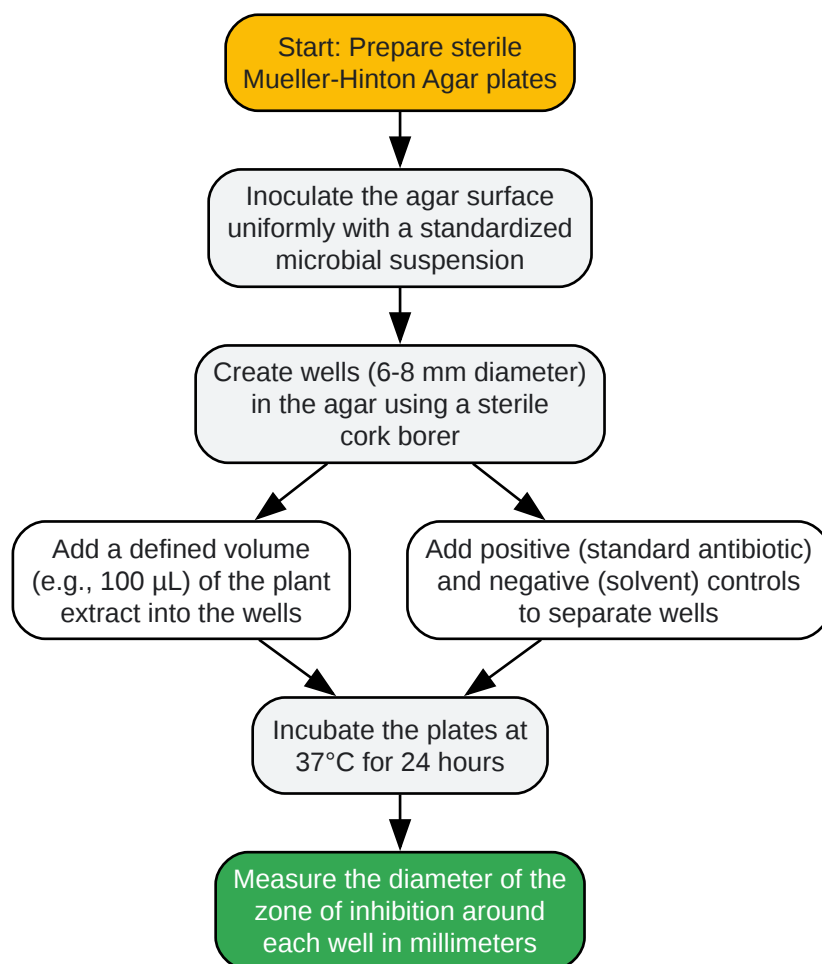 Start: Prepare sterile
Mueller-Hinton Agar plates
Inoculate the agar surface
uniformly with a standardized
microbial suspension
Create wells (6-8 mm diameter)
in the agar using a sterile
cork borer
Add a defined volume
(e.g., 100 µL) of the plant
extract into the wells
Add positive (standard antibiotic)
and negative (solvent) controls
to separate wells
Incubate the plates at
37°C for 24 hours
Measure the diameter of the
zone of inhibition around
each well in millimeters